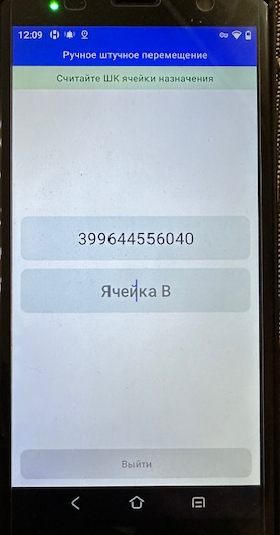 12:09
Ручное штучное перемещение
Считайте ШК ячейки назначения
399644556040
Ячейка В
Выйти